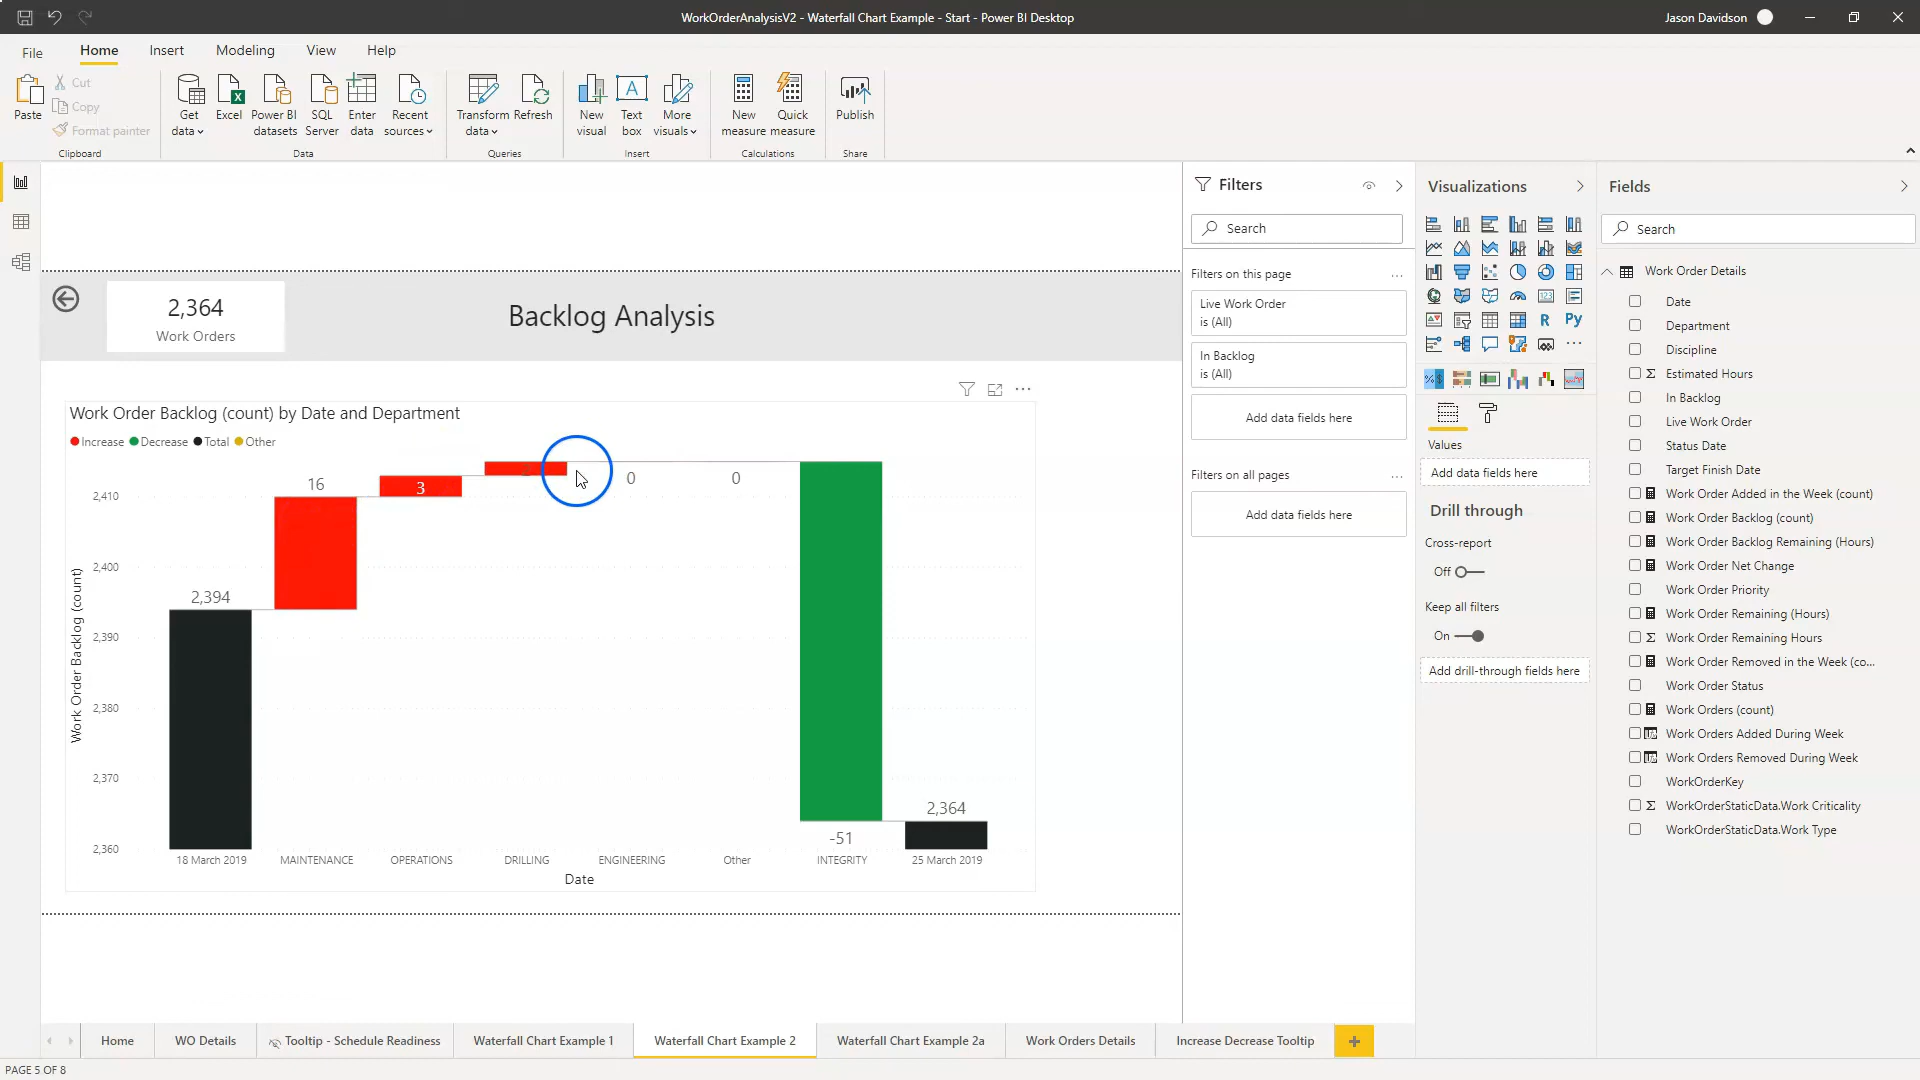 WorkOrderAnalysisV2 - Waterfall Chart Example - Start - Power BI Desktop
Jason Davidson
File Home Insert Modeling View Help
Paste
Cut
Copy
Format painter
Clipboard
Get data
Excel
Power BI datasets
SQL Server
Enter data
Recent sources
Data
Transform data
Refresh
Queries
New visual
Text box
More visuals
Insert
New measure
Quick measure
Calculations
Publish
Share
2,364
Work Orders
Backlog Analysis
Work Order Backlog (count) by Date and Department
Increase Decrease Total Other
Work Order Backlog (count)
2,410
2,400
2,390
2,380
2,370
2,360
2,394
16
3
0
0
-51
2,364
18 March 2019 MAINTENANCE OPERATIONS DRILLING ENGINEERING Other INTEGRITY 25 March 2019
Date
Filters
Search
Filters on this page
...
Live Work Order
is (All)
In Backlog
is (All)
Add data fields here
Filters on all pages
...
Add data fields here
Visualizations
R
Py
Values
Add data fields here
Drill through
Cross-report
Off
Keep all filters
On
Add drill-through fields here
Fields
Search
Work Order Details
Date
Department
Discipline
Estimated Hours
In Backlog
Live Work Order
Status Date
Target Finish Date
Work Order Added in the Week (count)
Work Order Backlog (count)
Work Order Backlog Remaining (Hours)
Work Order Net Change
Work Order Priority
Work Order Remaining (Hours)
Work Order Remaining Hours
Work Order Removed in the Week (co...
Work Order Status
Work Orders (count)
Work Orders Added During Week
Work Orders Removed During Week
WorkOrderKey
WorkOrderStaticData.Work Criticality
WorkOrderStaticData.Work Type
Home WO Details Tooltip - Schedule Readiness Waterfall Chart Example 1 Waterfall Chart Example 2 Waterfall Chart Example 2a Work Orders Details Increase Decrease Tooltip
PAGE 5 OF 8